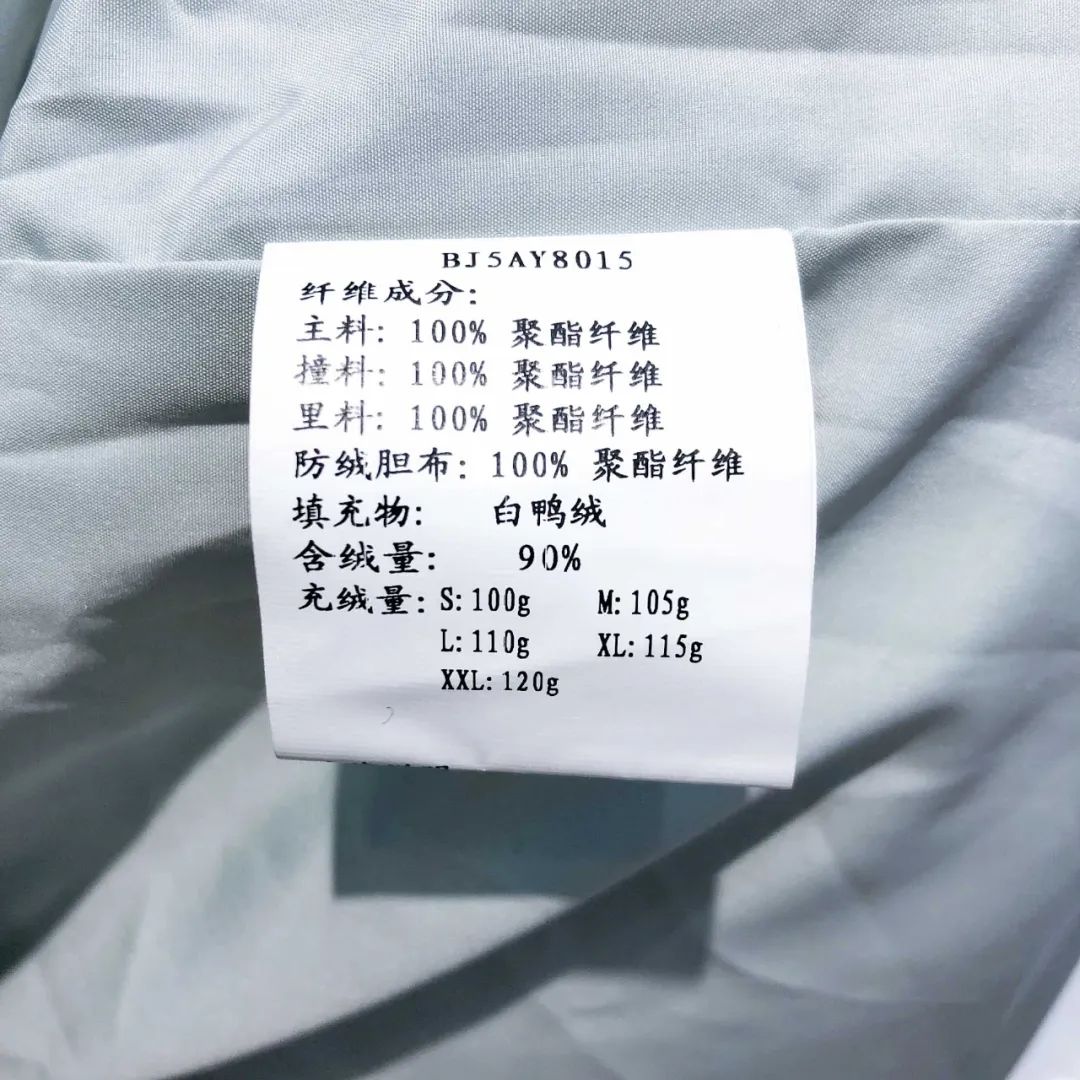 BJ5AY8015
纤维成分:
主料: 100% 聚酯纤维
撞料: 100% 聚酯纤维
里料: 100% 聚酯纤维
防绒胆布: 100% 聚酯纤维
填充物: 白鸭绒
含绒量: 90%
充绒量: S:100g M:105g
L:110g XL:115g
XXL:120g